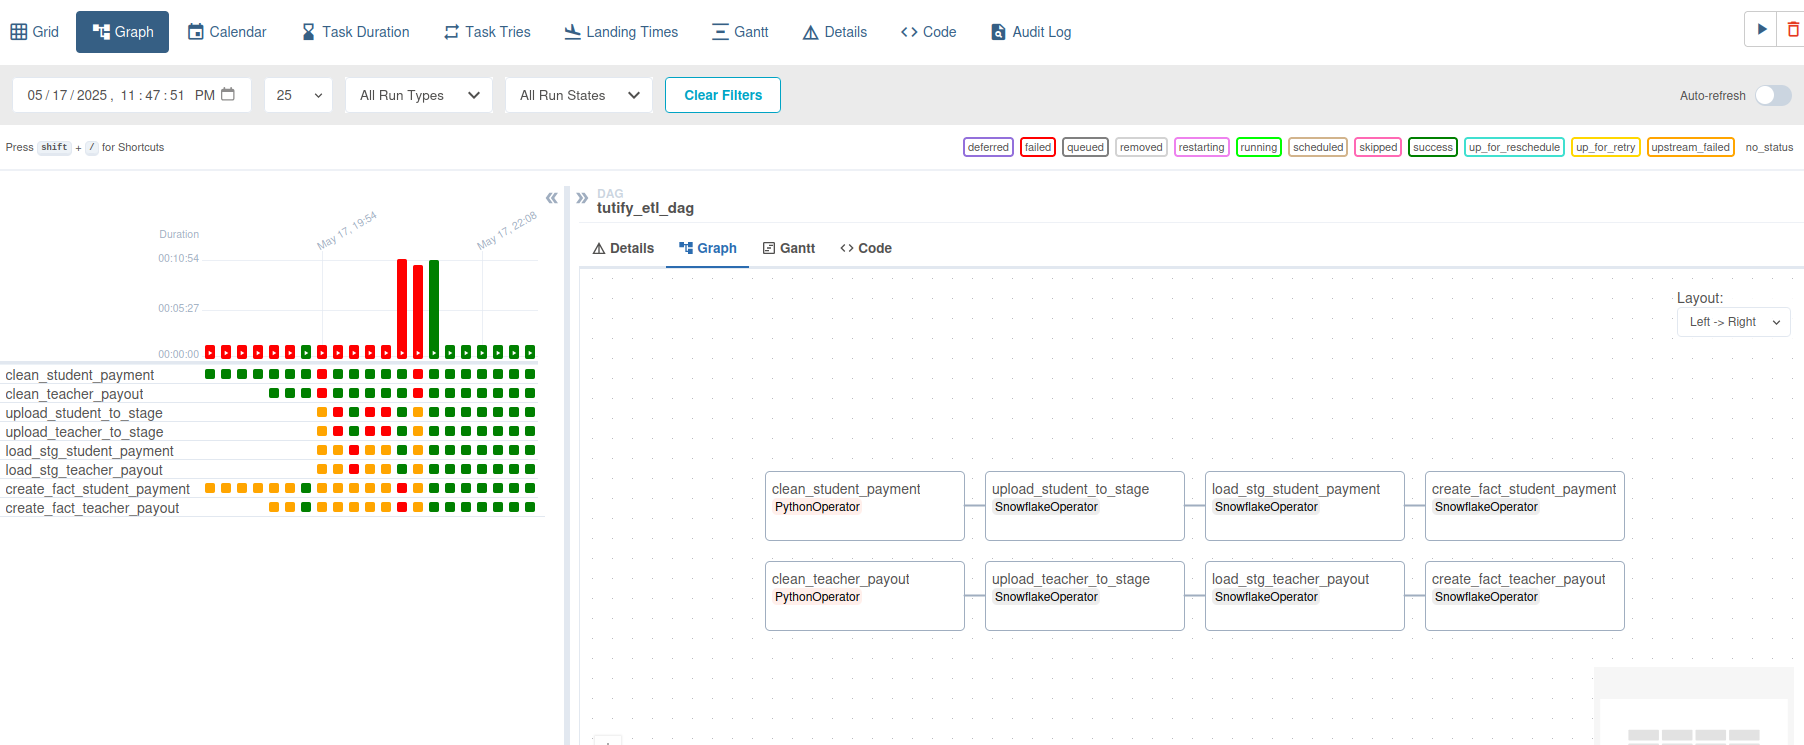 Grid Graph Calendar Task Duration Task Tries Landing Times Gantt Details Code Audit Log
05/17/2025, 11:47:51 PM 25 All Run Types All Run States Clear Filters Auto-refresh
Press shift + / for Shortcuts deferred failed queued removed restarting running scheduled skipped success up_for_reschedule up_for_retry upstream_failed no_status
May 17, 19:54 May 17, 22:08
Duration
00:10:54
00:05:27
00:00:00
clean_student_payment
clean_teacher_payout
upload_student_to_stage
upload_teacher_to_stage
load_stg_student_payment
load_stg_teacher_payout
create_fact_student_payment
create_fact_teacher_payout
DAG
tutify_etl_dag
Details Graph Gantt Code
Layout:
Left -> Right
clean_student_payment upload_student_to_stage load_stg_student_payment create_fact_student_payment
PythonOperator SnowflakeOperator SnowflakeOperator SnowflakeOperator
clean_teacher_payout upload_teacher_to_stage load_stg_teacher_payout create_fact_teacher_payout
PythonOperator SnowflakeOperator SnowflakeOperator SnowflakeOperator